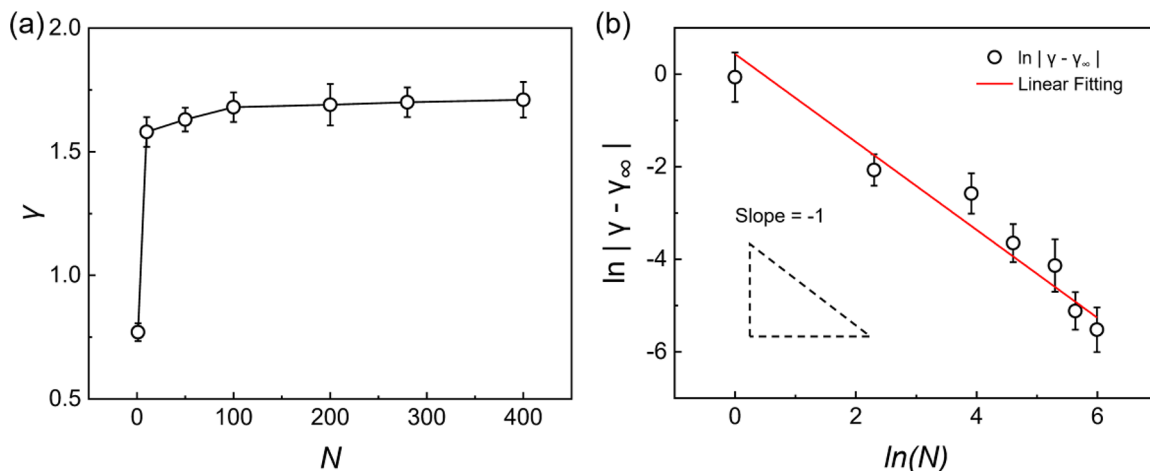 (a)
2.0
1.5
1.0
0.5
γ
0
100
200
300
400
N
(b)
0
-2
-4
-6
ln | γ - γ∞ |
ln | γ - γ∞ |
Linear Fitting
Slope = -1
0
2
4
6
ln(N)